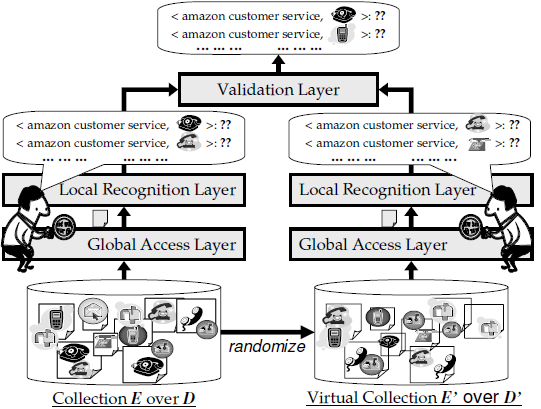 < amazon customer service, >: ??
< amazon customer service, >: ??
... ... ... ... ... ...
Validation Layer
< amazon customer service, >: ??
< amazon customer service, >: ??
... ... ... ... ... ...
< amazon customer service, >: ??
< amazon customer service, >: ??
... ... ... ... ... ...
Local Recognition Layer
Local Recognition Layer
Global Access Layer
Global Access Layer
randomize
Collection E over D
Virtual Collection E' over D'